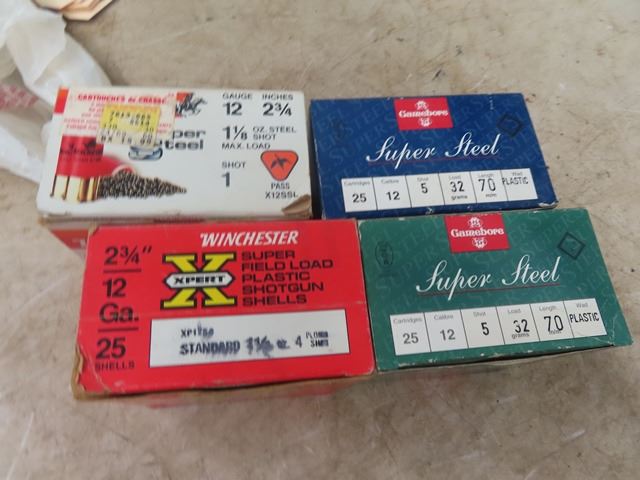 CARTOUCHES de CHASSE
GAUGE INCHES
12 2¾
1⅛ OZ. STEEL
SHOT
MAX. LOAD
SHOT
1
PASS
X12SSL
Steel
Gamebore
Super Steel
Cartridges Calibre Shot Load Length Wad
25 12 5 32 grams 70 m/m PLASTIC
WINCHESTER
2¾"
12
Ga.
25
SHELLS
X
XPERT
SUPER
FIELD LOAD
PLASTIC
SHOTGUN
SHELLS
STANDARD oz. 4 SHOT
Gamebore
Super Steel
Cartridges Calibre Shot Load Length Wad
25 12 5 32 grams 70 m/m PLASTIC